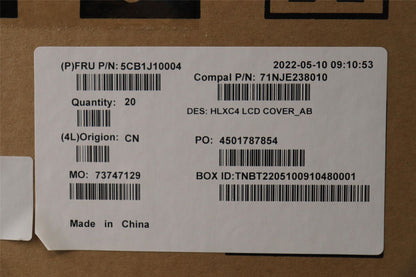 (P)FRU P/N: 5CB1J10004
2022-05-10 09:10:53
Compal P/N: 71NJE238010
Quantity: 20
DES: HLXC4 LCD COVER_AB
(4L)Origion: CN
PO: 4501787854
MO: 73747129
BOX ID:TNBT2205100910480001
Made in China